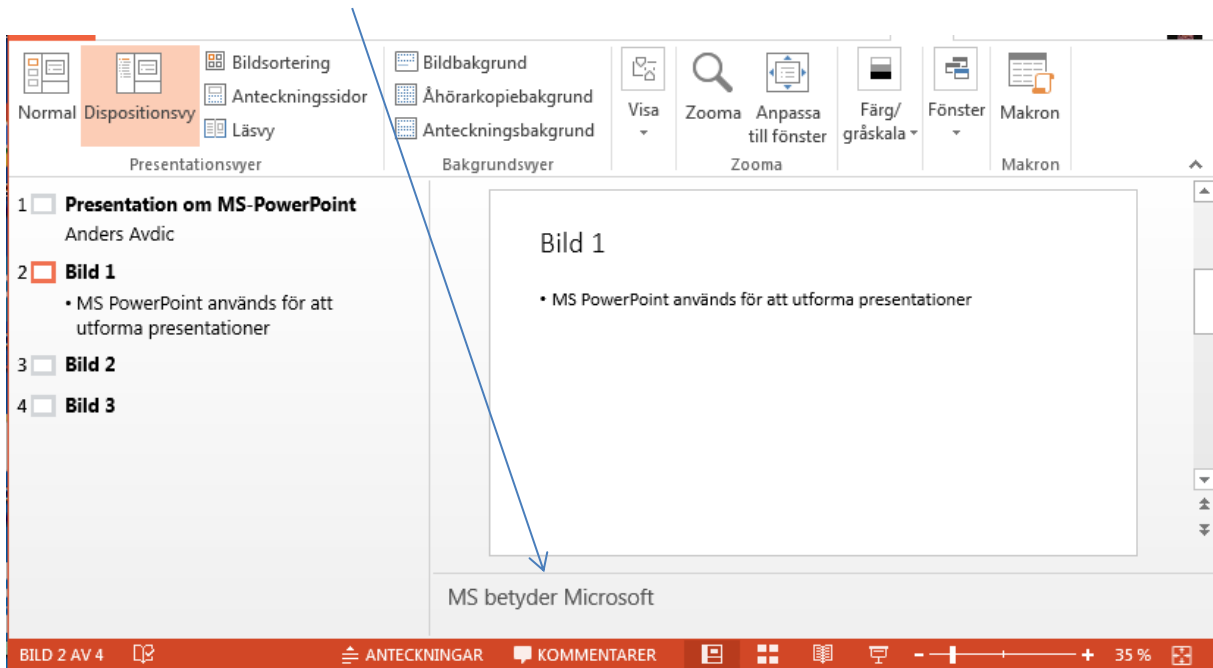 Normal
Dispositionsvy
Bildsortering
Anteckningssidor
Läsvy
Presentationsvyer
Bildbakgrund
Åhörarkopiebakgrund
Anteckningsbakgrund
Bakgrundsvyer
Visa
Zooma
Anpassa
till fönster
Zooma
Färg/
gråskala
Fönster
Makron
Makron
1 Presentation om MS-PowerPoint
Anders Avdic
2 Bild 1
• MS PowerPoint används för att
utforma presentationer
3 Bild 2
4 Bild 3
Bild 1
• MS PowerPoint används för att utforma presentationer
MS betyder Microsoft
BILD 2 AV 4 ANTECKNINGAR KOMMENTARER 35 %